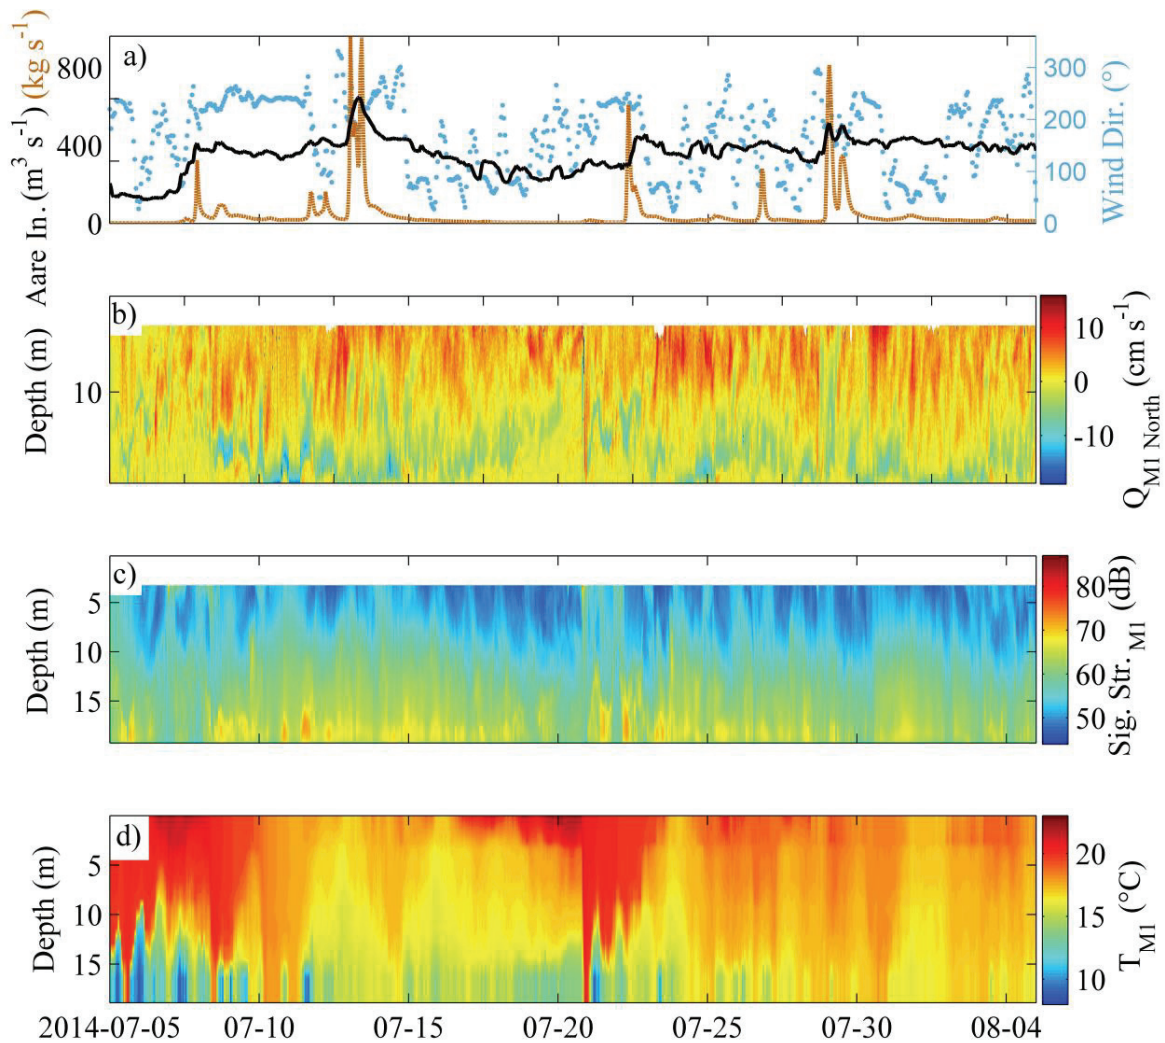 a)
Aare In. (m³ s⁻¹) (kg s⁻¹)
800
400
0
300
200
100
0
Wind Dir. (°)
b)
Depth (m)
10
10
0
-10
Q_M1 North (cm s⁻¹)
c)
Depth (m)
5
10
15
80
70
60
50
Sig. Str._M1 (dB)
d)
Depth (m)
5
10
15
20
15
10
T_M1 (°C)
2014-07-05 07-10 07-15 07-20 07-25 07-30 08-04